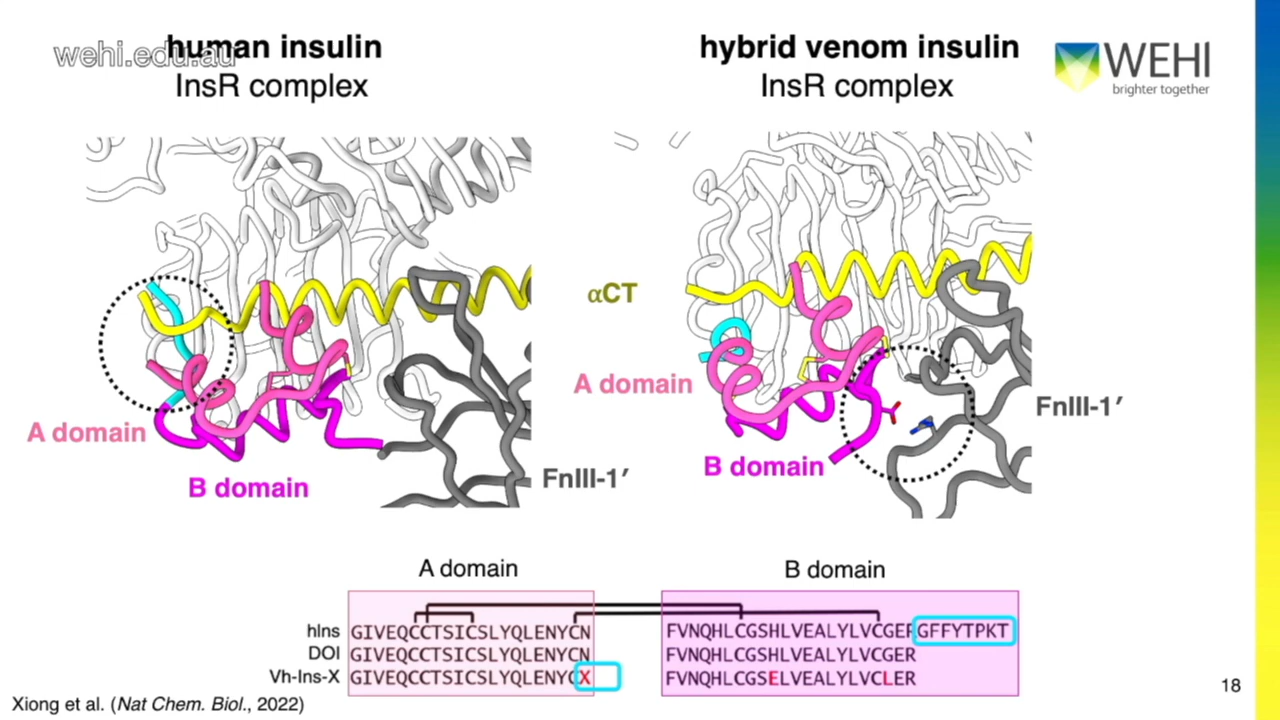 wehi.edu.au
human insulin
InsR complex
hybrid venom insulin
InsR complex
WEHI
brighter together
αCT
A domain
A domain
FnIII-1′
B domain
B domain
FnIII-1′
A domain
B domain
hIns GIVEQCCTSICSLYQLENYCN FVNQHLCGSHLVEALYLVCGERGFFYTPKT
DOI GIVEQCCTSICSLYQLENYCN FVNQHLCGSHLVEALYLVCGER
Vh-Ins-X GIVEQCCTSICSLYQLENYCX FVNQHLCGSELVEALYLVCLER
18
Xiong et al. (Nat Chem. Biol., 2022)